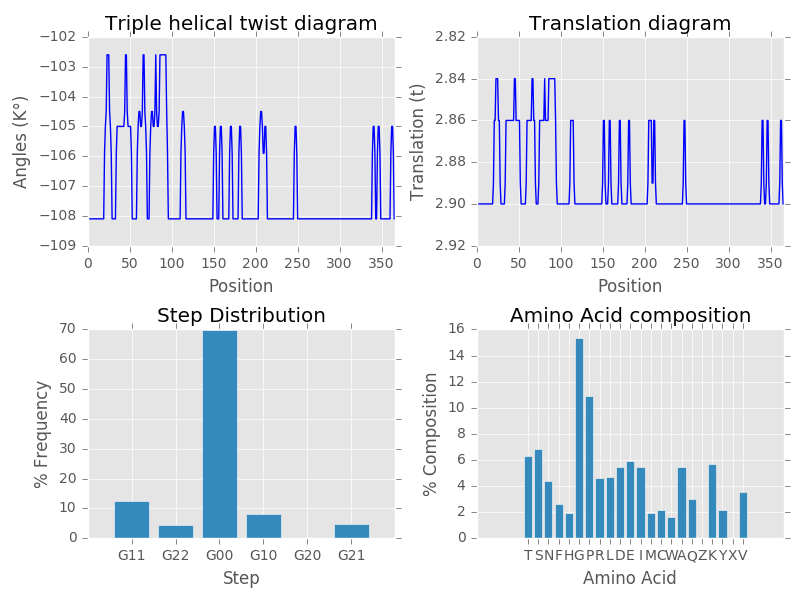 Triple helical twist diagram
−102
−103
−104
−105
−106
−107
−108
−109
Angles (K°)
0 50 100 150 200 250 300 350
Position
Translation diagram
2.82
2.84
2.86
2.88
2.90
2.92
Translation (t)
0 50 100 150 200 250 300 350
Position
Step Distribution
70
60
50
40
30
20
10
0
% Frequency
G11 G22 G00 G10 G20 G21
Step
Amino Acid composition
16
14
12
10
8
6
4
2
0
% Composition
T S N F H G P R L D E I M C W A Q Z K Y X V
Amino Acid